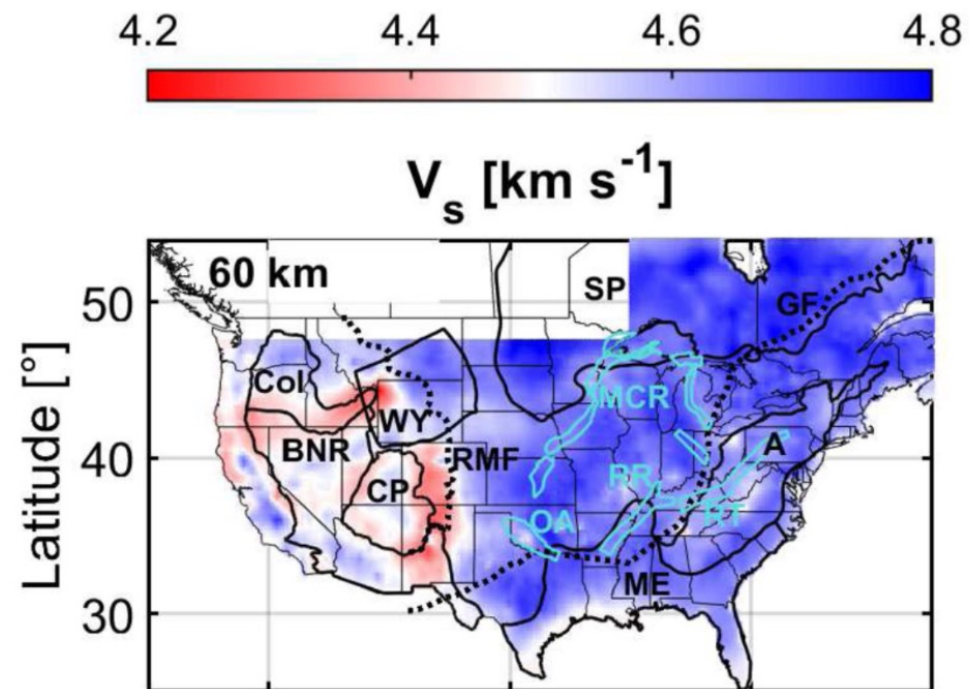 4.2 4.4 4.6 4.8
Vs [km s-1]
60 km
SP
GF
50
Col
MCR
WY
A
BNR
RMF
40
CP
RR
RT
OA
ME
30
Latitude [°]